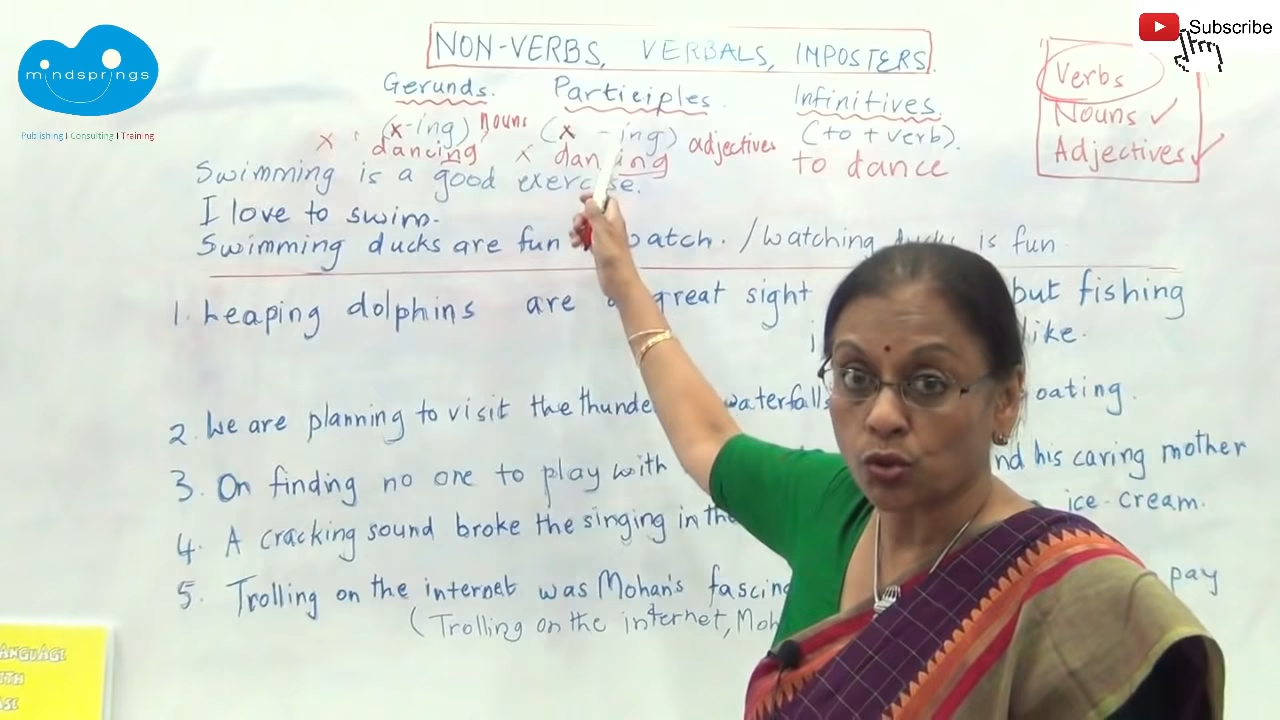 mindsprings
Publishing I Consulting I Training
Subscribe
NON-VERBS, VERBALS, IMPOSTERS.
Gerunds. Participles. Infinitives.
(x-ing) nouns (x -ing) adjectives (to + verb).
x dancing x dancing to dance
Verbs
Nouns ✓
Adjectives ✓
Swimming is a good exercise.
I love to swim.
Swimming ducks are fun watch. / watching ducks is fun.
1. Leaping dolphins are a great sight but fishing
like.
2. We are planning to visit the waterfalls oating.
3. On finding no one to play with nd his caring mother
ice-cream.
4. A cracking sound broke the singing in the
5. Trolling on the internet was Mohan's pay
(Trolling on the internet,
ANGUAGE